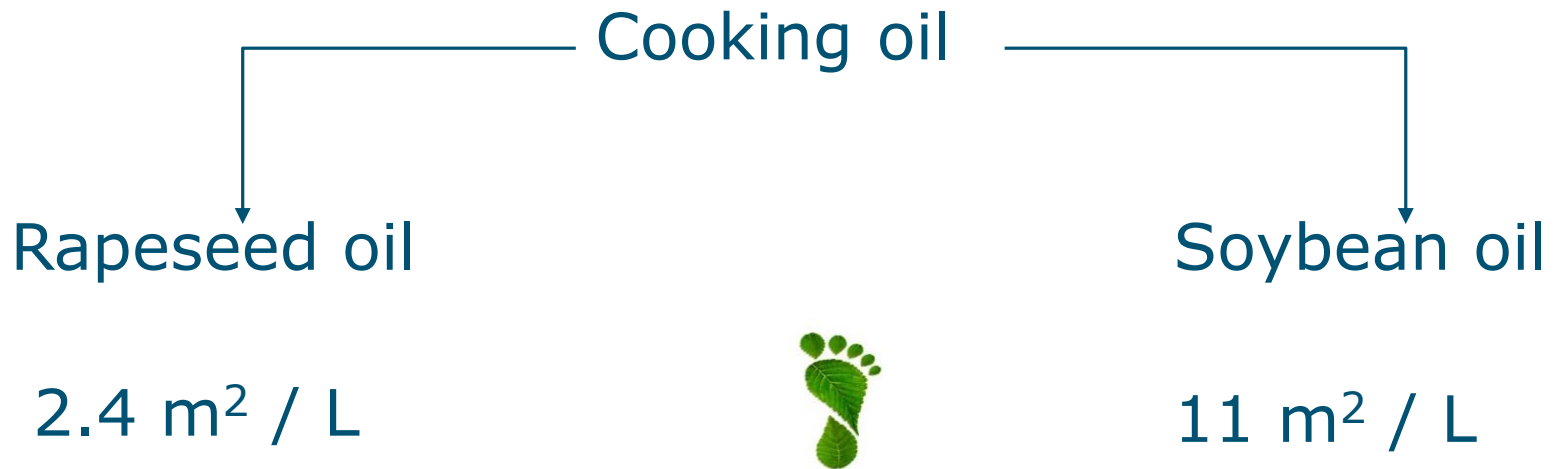 Cooking oil
Rapeseed oil
Soybean oil
2.4 m² / L
11 m² / L